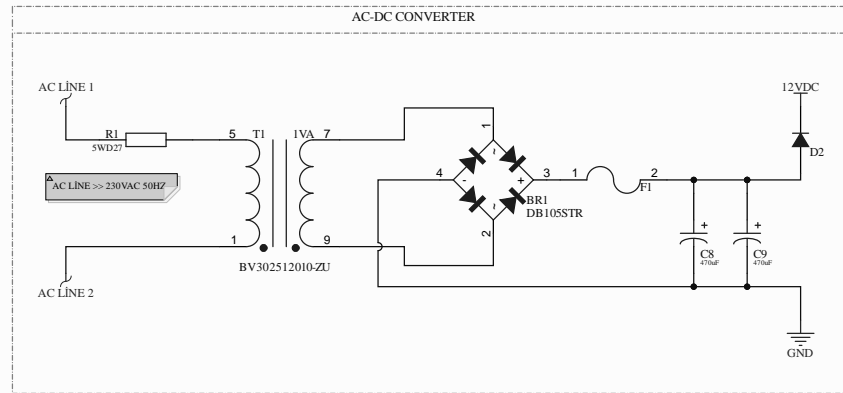 AC-DC CONVERTER
AC LİNE 1
12VDC
R1
5WD27
5
T1
1VA
7
1
~
D2
4
-
+
3
1
2
F1
AC LİNE >> 230VAC 50HZ
BR1
DB105STR
~
2
+
+
1
9
C8
470uF
C9
470uF
BV302512010-ZU
AC LİNE 2
GND